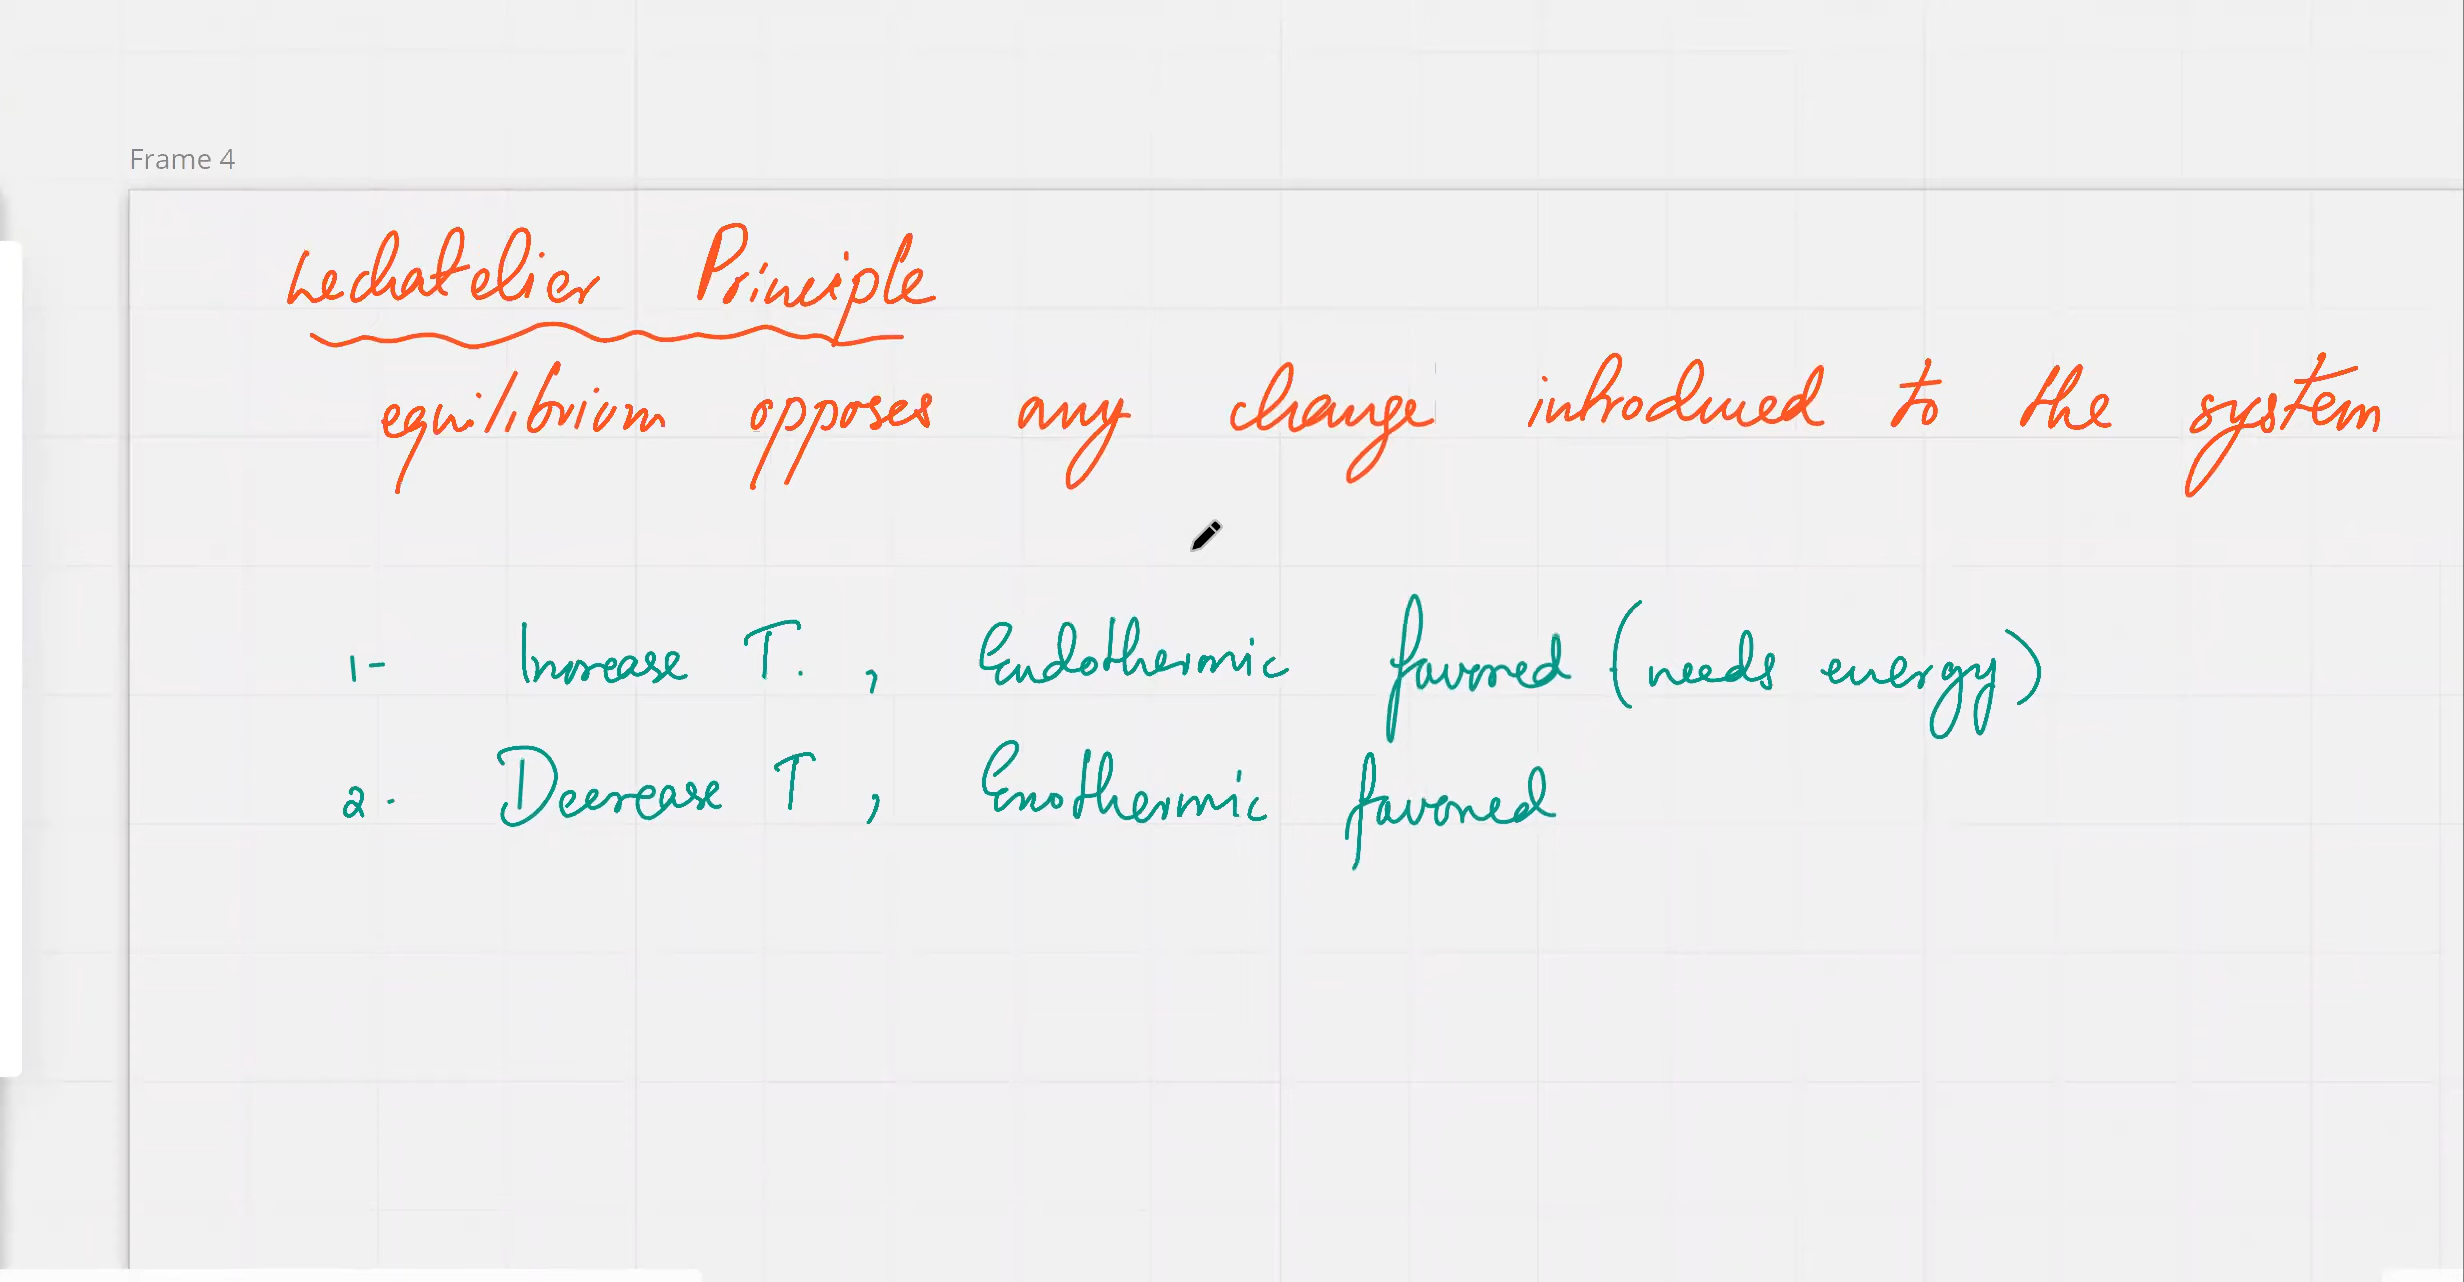 Frame 4
Lechatelier Principle
equilibrium opposes any change introduced to the system
1- Increase T. , Endothermic favored (needs energy)
2. Decrease T , Exothermic favored